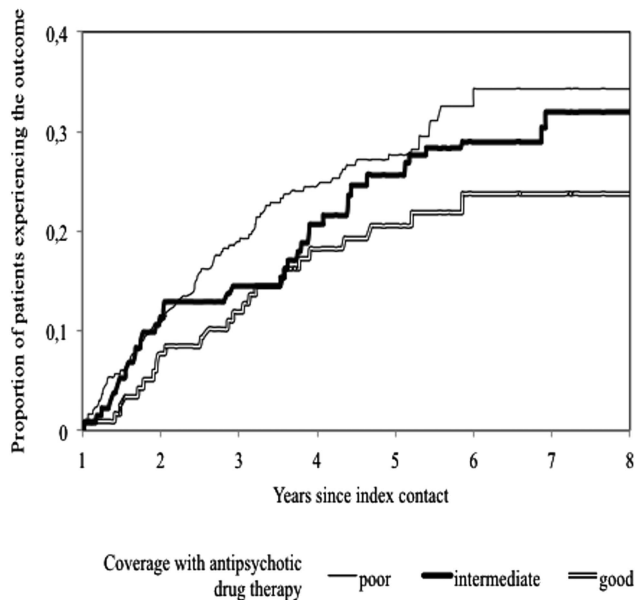 Proportion of patients experiencing the outcome
0,4
0,3
0,2
0,1
0
1 2 3 4 5 6 7 8
Years since index contact
Coverage with antipsychotic
drug therapy
poor intermediate good